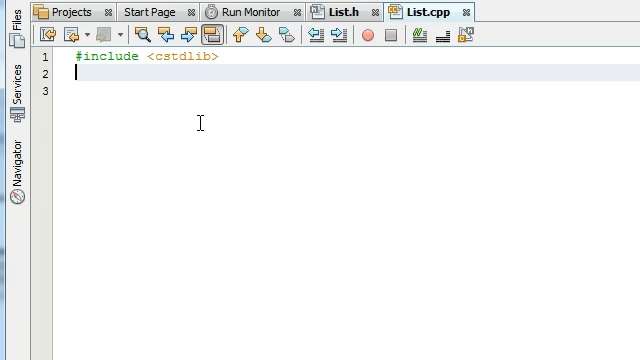 Projects Start Page Run Monitor List.h List.cpp
Files
Services
Navigator
1 #include <cstdlib>
2
3